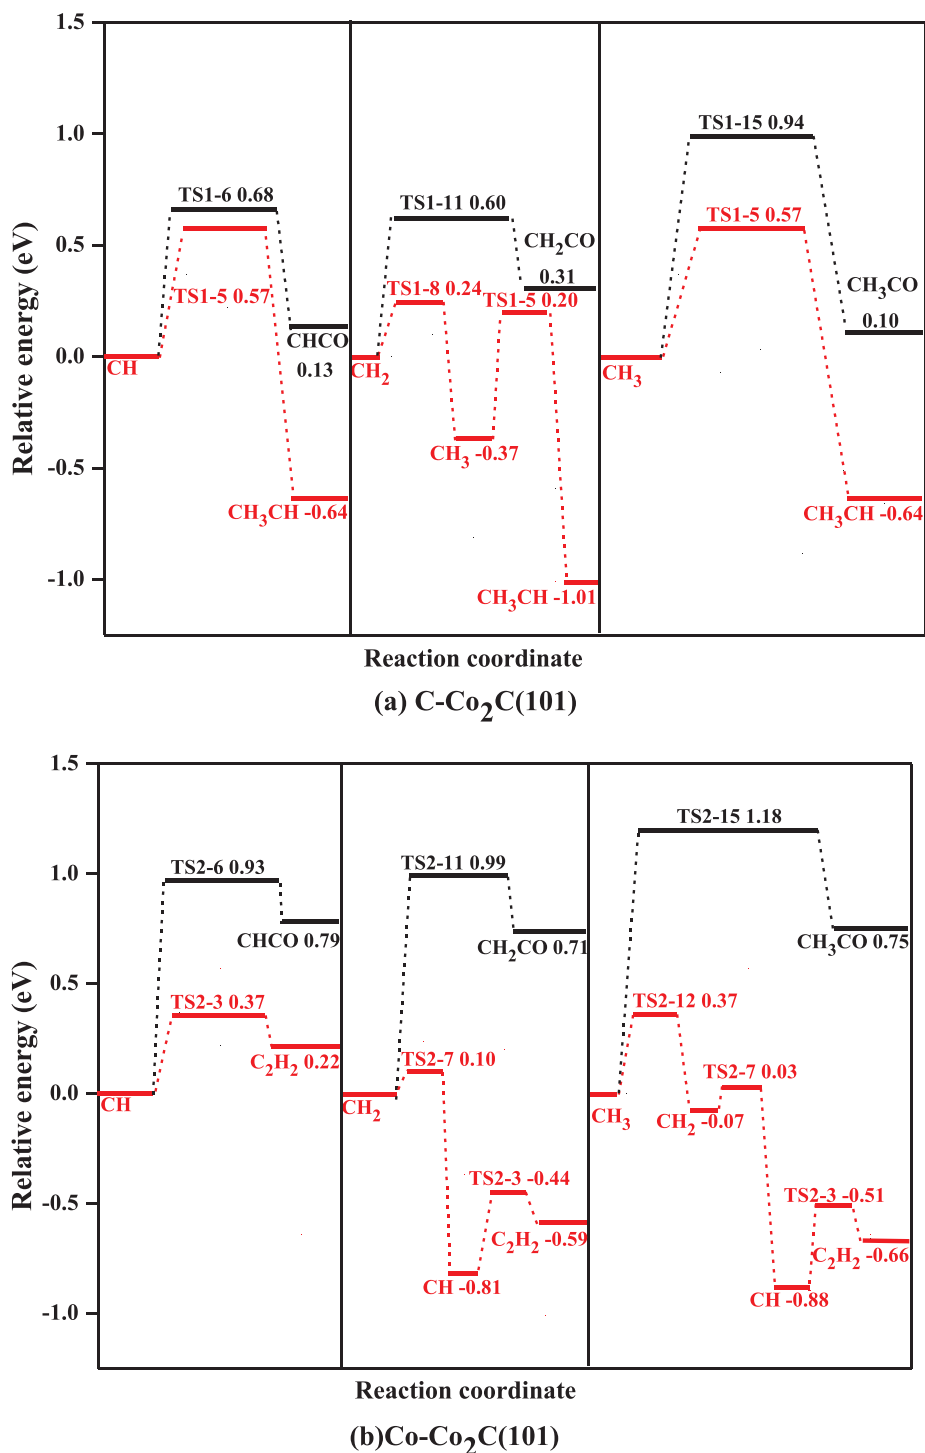 1.5
1.0
0.5
0.0
-0.5
-1.0
Relative energy (eV)
TS1-6 0.68
TS1-5 0.57
CH
CHCO
0.13
CH₃CH -0.64
TS1-11 0.60
CH₂CO
0.31
TS1-8 0.24
TS1-5 0.20
CH₂
CH₃ -0.37
CH₃CH -1.01
TS1-15 0.94
TS1-5 0.57
CH₃CO
0.10
CH₃
CH₃CH -0.64
Reaction coordinate
(a) C-Co₂C(101)
1.5
1.0
0.5
0.0
-0.5
-1.0
Relative energy (eV)
TS2-6 0.93
CHCO 0.79
TS2-3 0.37
C₂H₂ 0.22
CH
TS2-11 0.99
CH₂CO 0.71
TS2-7 0.10
CH₂
TS2-3 -0.44
C₂H₂ -0.59
CH -0.81
TS2-15 1.18
CH₃CO 0.75
TS2-12 0.37
TS2-7 0.03
CH₃
CH₂ -0.07
TS2-3 -0.51
C₂H₂ -0.66
CH -0.88
Reaction coordinate
(b)Co-Co₂C(101)